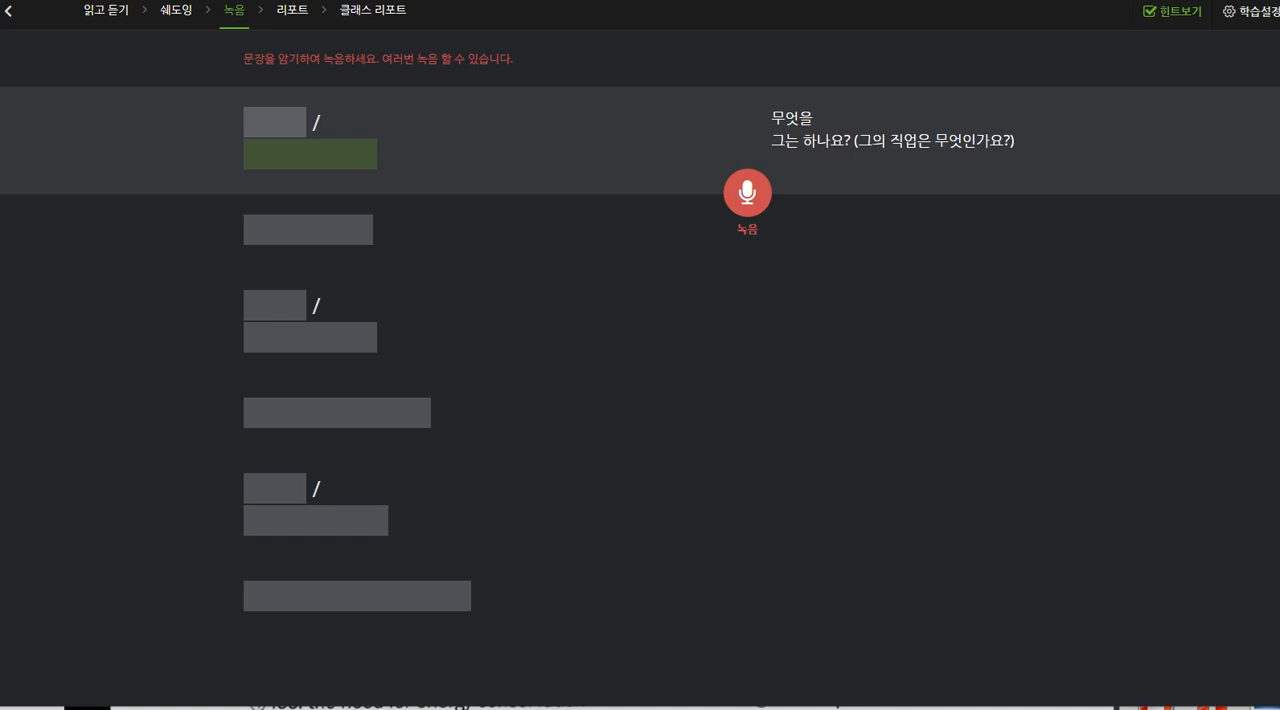 읽고 듣기 > 쉐도잉 > 녹음 > 리포트 > 클래스 리포트
힌트보기
학습설정
문장을 암기하여 녹음하세요. 여러번 녹음 할 수 있습니다.
/
무엇을
그는 하나요? (그의 직업은 무엇인가요?)
녹음
/
/